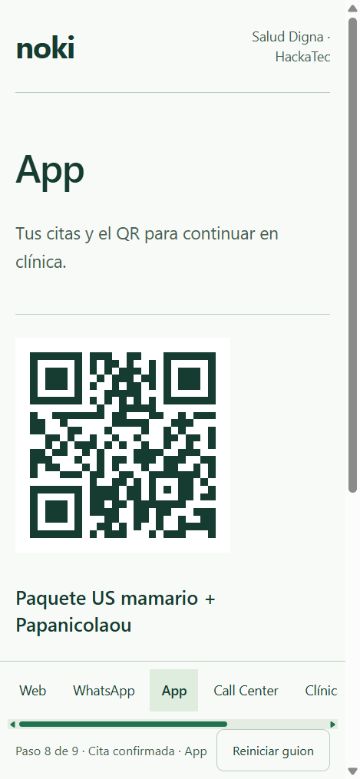 noki
Salud Digna ·
HackaTec
App
Tus citas y el QR para continuar en
clínica.
Paquete US mamario +
Papanicolaou
Web WhatsApp App Call Center Clínic
Paso 8 de 9 · Cita confirmada · App Reiniciar guion